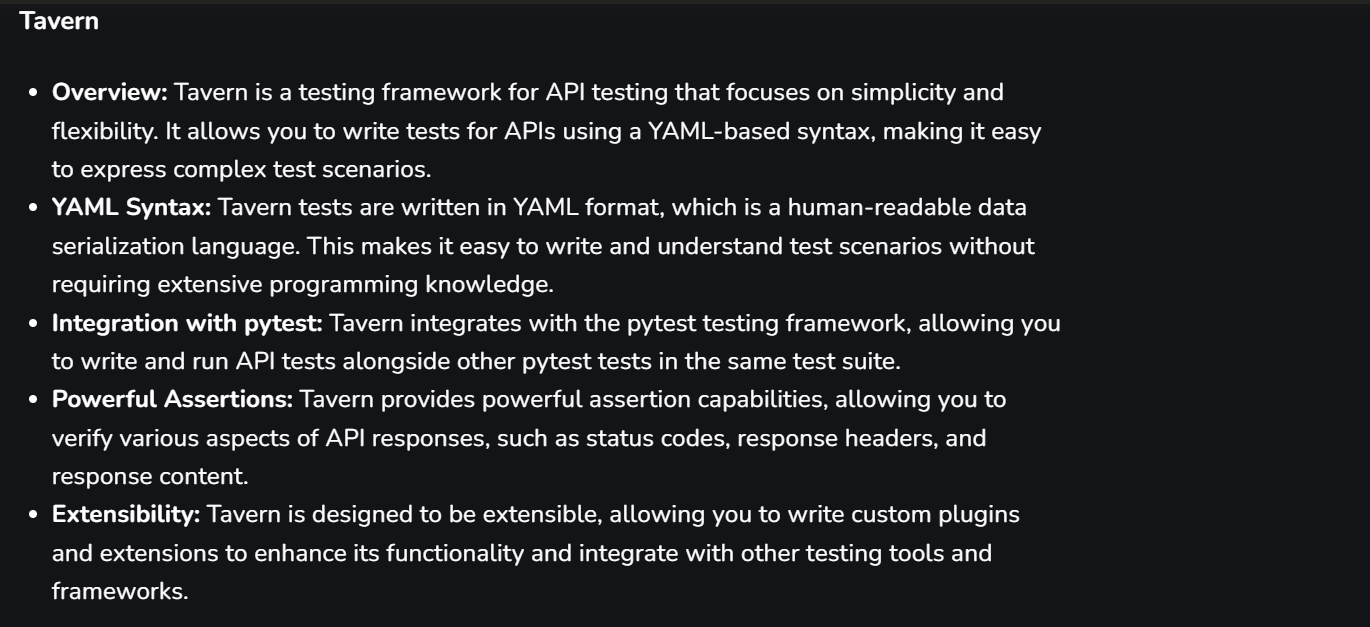 Tavern
• Overview: Tavern is a testing framework for API testing that focuses on simplicity and
flexibility. It allows you to write tests for APIs using a YAML-based syntax, making it easy
to express complex test scenarios.
• YAML Syntax: Tavern tests are written in YAML format, which is a human-readable data
serialization language. This makes it easy to write and understand test scenarios without
requiring extensive programming knowledge.
• Integration with pytest: Tavern integrates with the pytest testing framework, allowing you
to write and run API tests alongside other pytest tests in the same test suite.
• Powerful Assertions: Tavern provides powerful assertion capabilities, allowing you to
verify various aspects of API responses, such as status codes, response headers, and
response content.
• Extensibility: Tavern is designed to be extensible, allowing you to write custom plugins
and extensions to enhance its functionality and integrate with other testing tools and
frameworks.